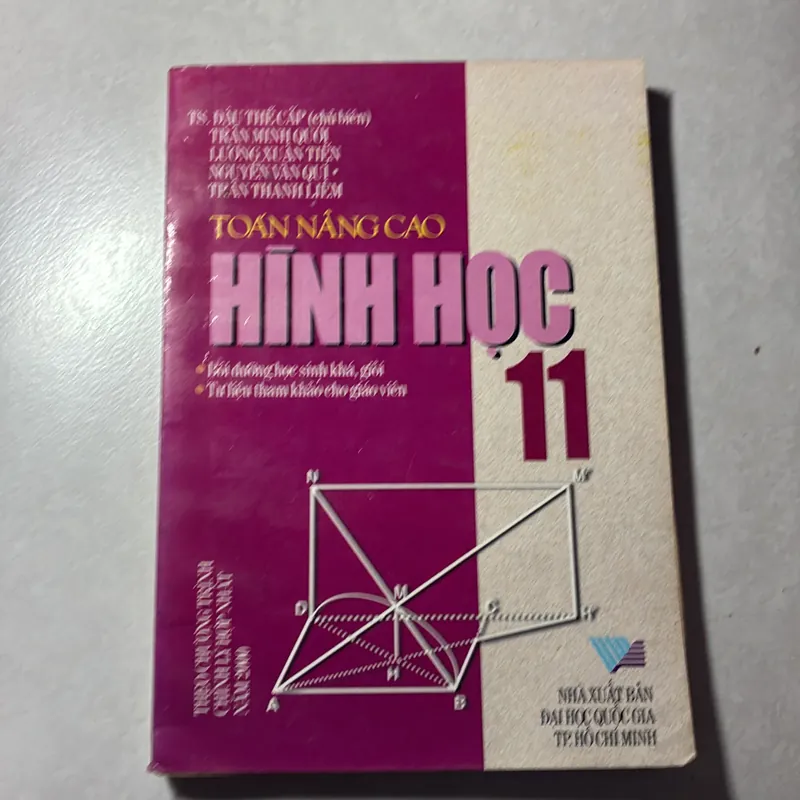 TS. ĐẬU THẾ CẤP (chủ biên)
TRẦN MINH QUỚI
LƯƠNG XUÂN TIẾN
NGUYỄN VĂN QUÍ
TRẦN THANH LIÊM
TOÁN NÂNG CAO
HÌNH HỌC
11
• Bồi dưỡng học sinh khá, giỏi
• Tư liệu tham khảo cho giáo viên
N M'
M
D C H'
H
A B
THEO CHƯƠNG TRÌNH
CHỈNH LÝ HỢP NHẤT
NĂM 2000
NHÀ XUẤT BẢN
ĐẠI HỌC QUỐC GIA
TP. HỒ CHÍ MINH